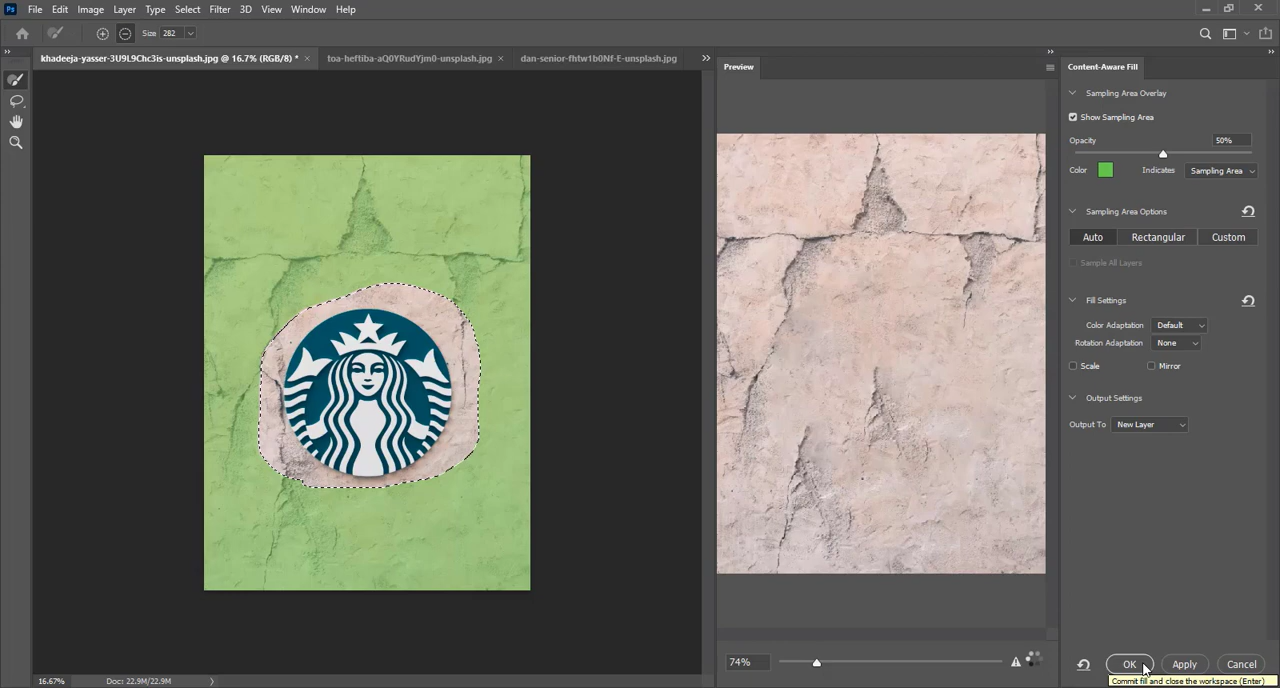 Ps File Edit Image Layer Type Select Filter 3D View Window Help
Size 282
khadeeja-yasser-3U9L9Chc3is-unsplash.jpg @ 16.7% (RGB/8) * ×
toa-heftiba-aQ0YRudYjm0-unsplash.jpg ×
dan-senior-fhtw1b0Nf-E-unsplash.jpg
Preview
Content-Aware Fill
Sampling Area Overlay
Show Sampling Area
Opacity 50%
Color Indicates Sampling Area
Sampling Area Options
Auto Rectangular Custom
Sample All Layers
Fill Settings
Color Adaptation Default
Rotation Adaptation None
Scale Mirror
Output Settings
Output To New Layer
74%
OK Apply Cancel
Commit fill and close the workspace (Enter)
16.67% Doc: 22.9M/22.9M